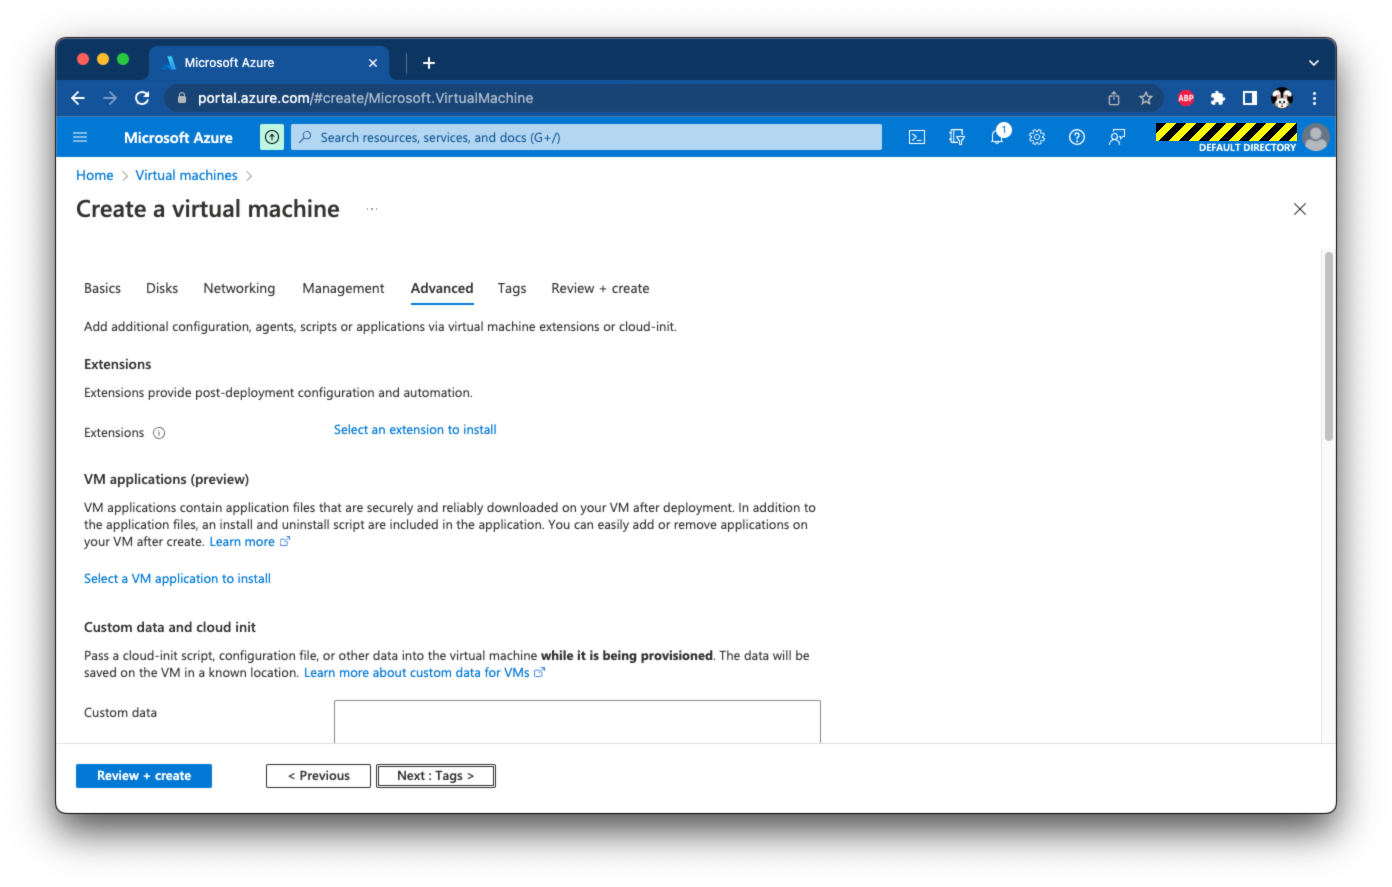 Microsoft Azure
portal.azure.com/#create/Microsoft.VirtualMachine
ABP
Microsoft Azure
Search resources, services, and docs (G+/)
1
DEFAULT DIRECTORY
Home > Virtual machines >
Create a virtual machine ...
Basics Disks Networking Management Advanced Tags Review + create
Add additional configuration, agents, scripts or applications via virtual machine extensions or cloud-init.
Extensions
Extensions provide post-deployment configuration and automation.
Extensions
Select an extension to install
VM applications (preview)
VM applications contain application files that are securely and reliably downloaded on your VM after deployment. In addition to
the application files, an install and uninstall script are included in the application. You can easily add or remove applications on
your VM after create. Learn more
Select a VM application to install
Custom data and cloud init
Pass a cloud-init script, configuration file, or other data into the virtual machine while it is being provisioned. The data will be
saved on the VM in a known location. Learn more about custom data for VMs
Custom data
Review + create
< Previous
Next : Tags >